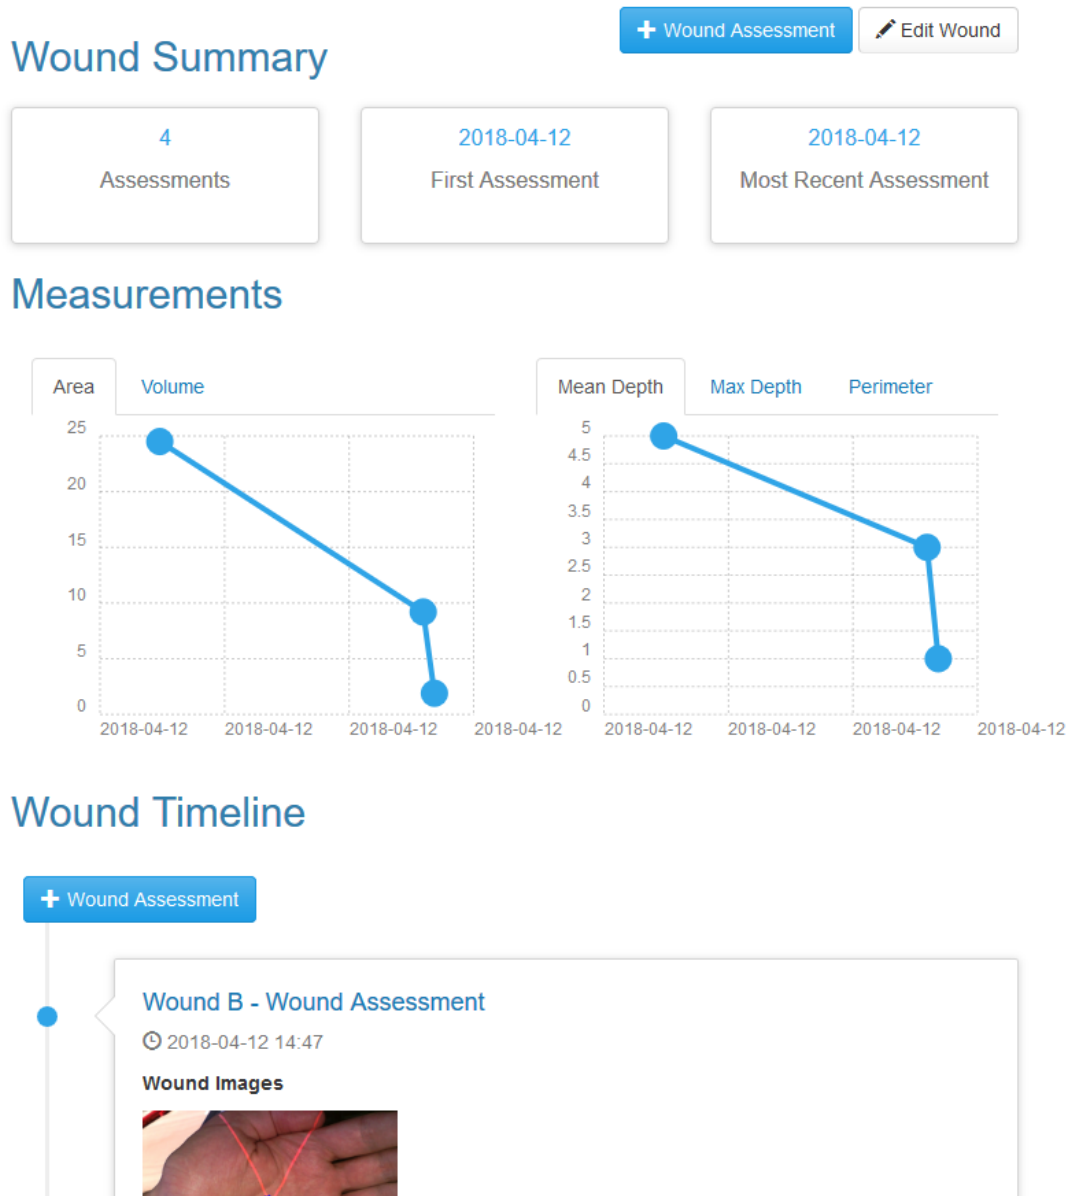 Wound Summary
Wound Assessment
Edit Wound
4
Assessments
2018-04-12
First Assessment
2018-04-12
Most Recent Assessment
Measurements
Area
Volume
25
20
15
10
5
0
2018-04-12 2018-04-12 2018-04-12 2018-04-12
Mean Depth
Max Depth
Perimeter
5
4.5
4
3.5
3
2.5
2
1.5
1
0.5
0
2018-04-12 2018-04-12 2018-04-12 2018-04-12
Wound Timeline
Wound Assessment
Wound B - Wound Assessment
2018-04-12 14:47
Wound Images